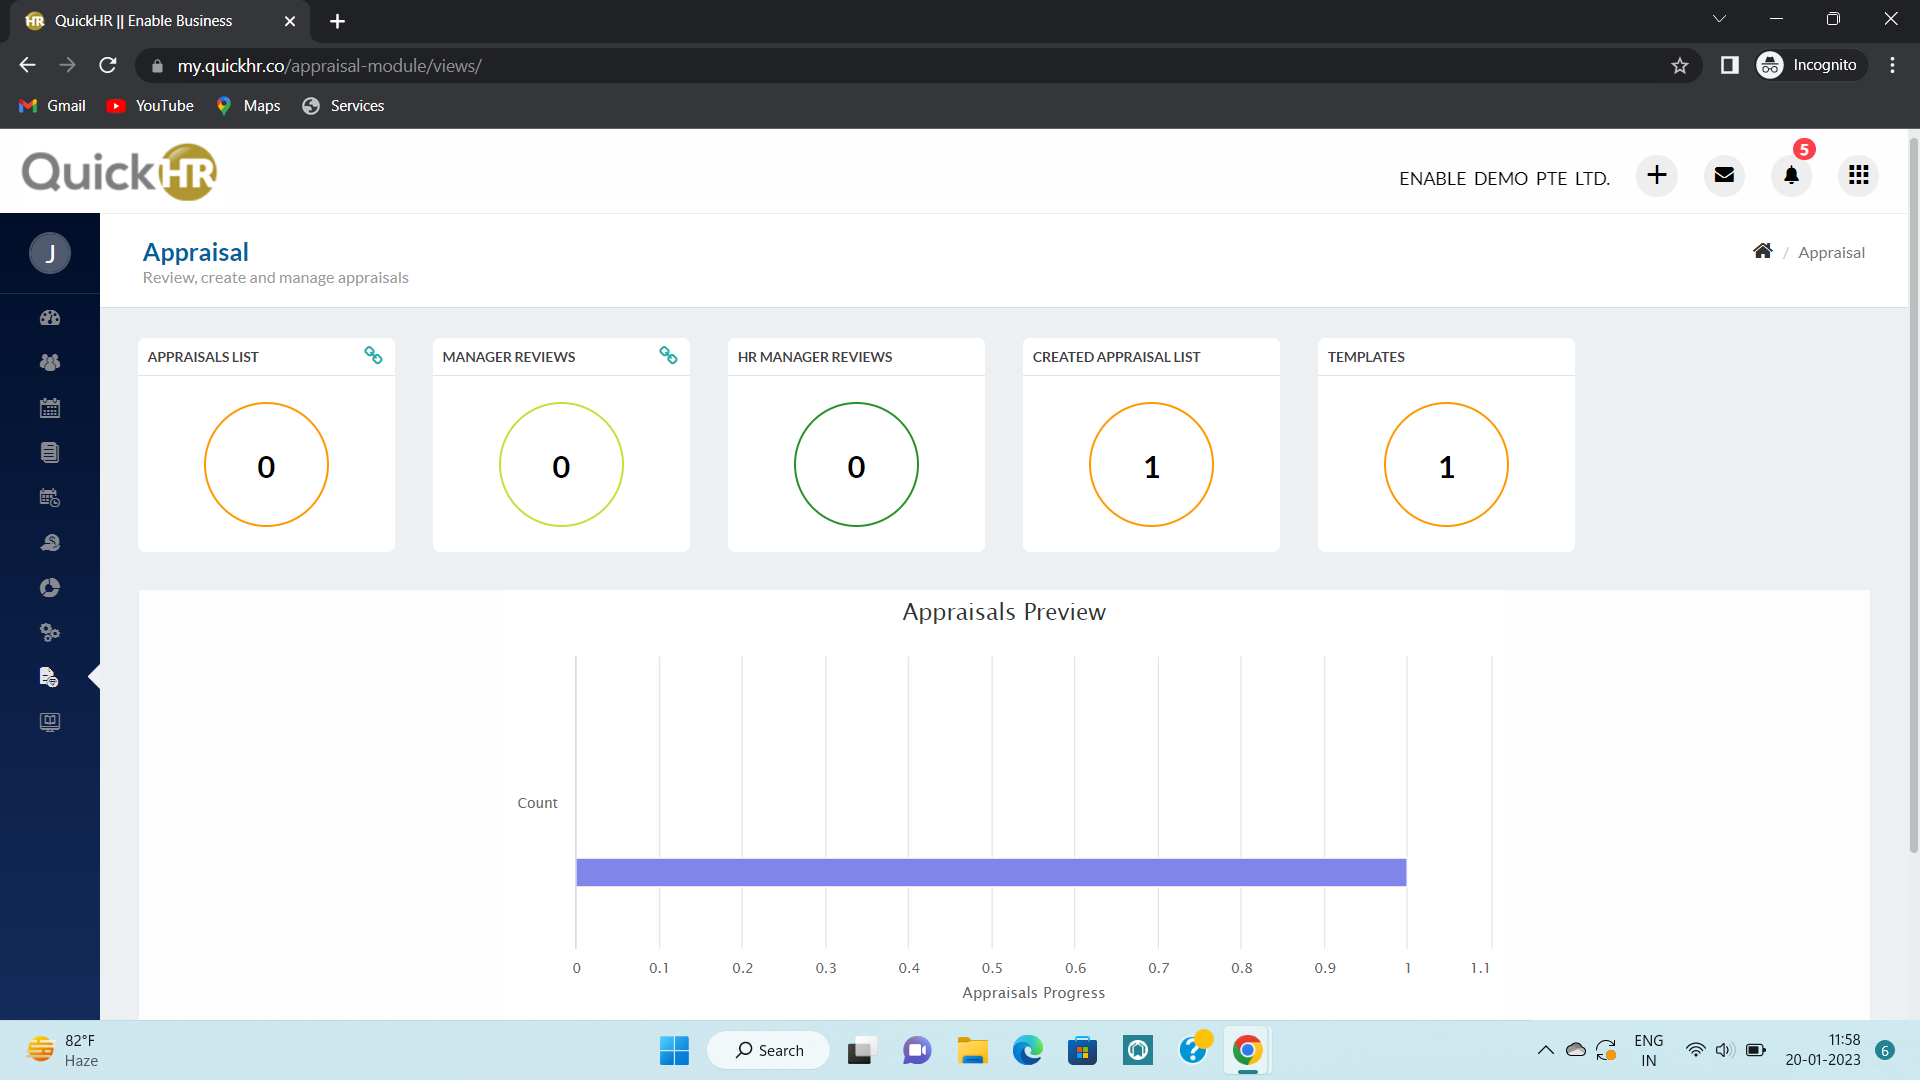 QuickHR || Enable Business
my.quickhr.co/appraisal-module/views/
Incognito
Gmail
YouTube
Maps
Services
QuickHR
ENABLE DEMO PTE LTD.
5
J
Appraisal
Review, create and manage appraisals
/ Appraisal
APPRAISALS LIST
MANAGER REVIEWS
HR MANAGER REVIEWS
CREATED APPRAISAL LIST
TEMPLATES
0
0
0
1
1
Appraisals Preview
Count
0 0.1 0.2 0.3 0.4 0.5 0.6 0.7 0.8 0.9 1 1.1
Appraisals Progress
82°F
Haze
Search
ENG
IN
11:58
20-01-2023
6